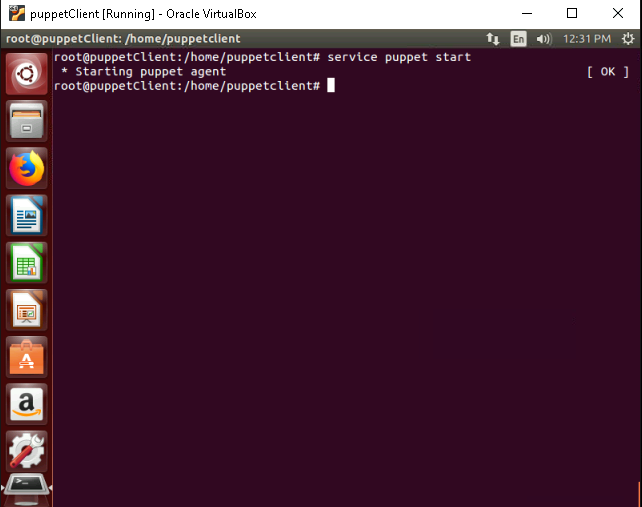 puppetClient [Running] - Oracle VirtualBox
root@puppetClient: /home/puppetclient En 12:31 PM
root@puppetClient:/home/puppetclient# service puppet start
* Starting puppet agent [ OK ]
root@puppetClient:/home/puppetclient#
a
>_